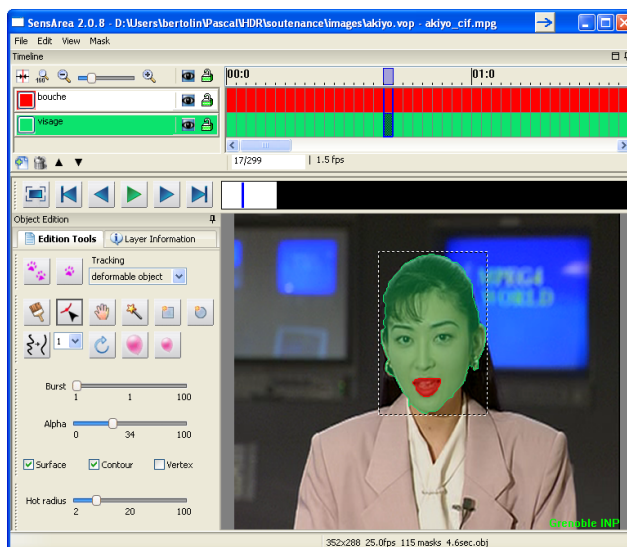 SensArea 2.0.8 - D:\Users\bertolin\Pascal\HDR\soutenance\images\akiyo.vop - akiyo_cif.mpg
File Edit View Mask
Timeline
100
00:0 01:0
bouche
visage
17/299 | 1.5 fps
Object Edition
Edition Tools Layer Information
Tracking
deformable object
1
Burst
1 1 100
Alpha
0 34 100
Surface Contour Vertex
Hot radius
2 20 100
MPEG4
WORLD
Grenoble INP
352x288 25.0fps 115 masks 4.6sec.obj